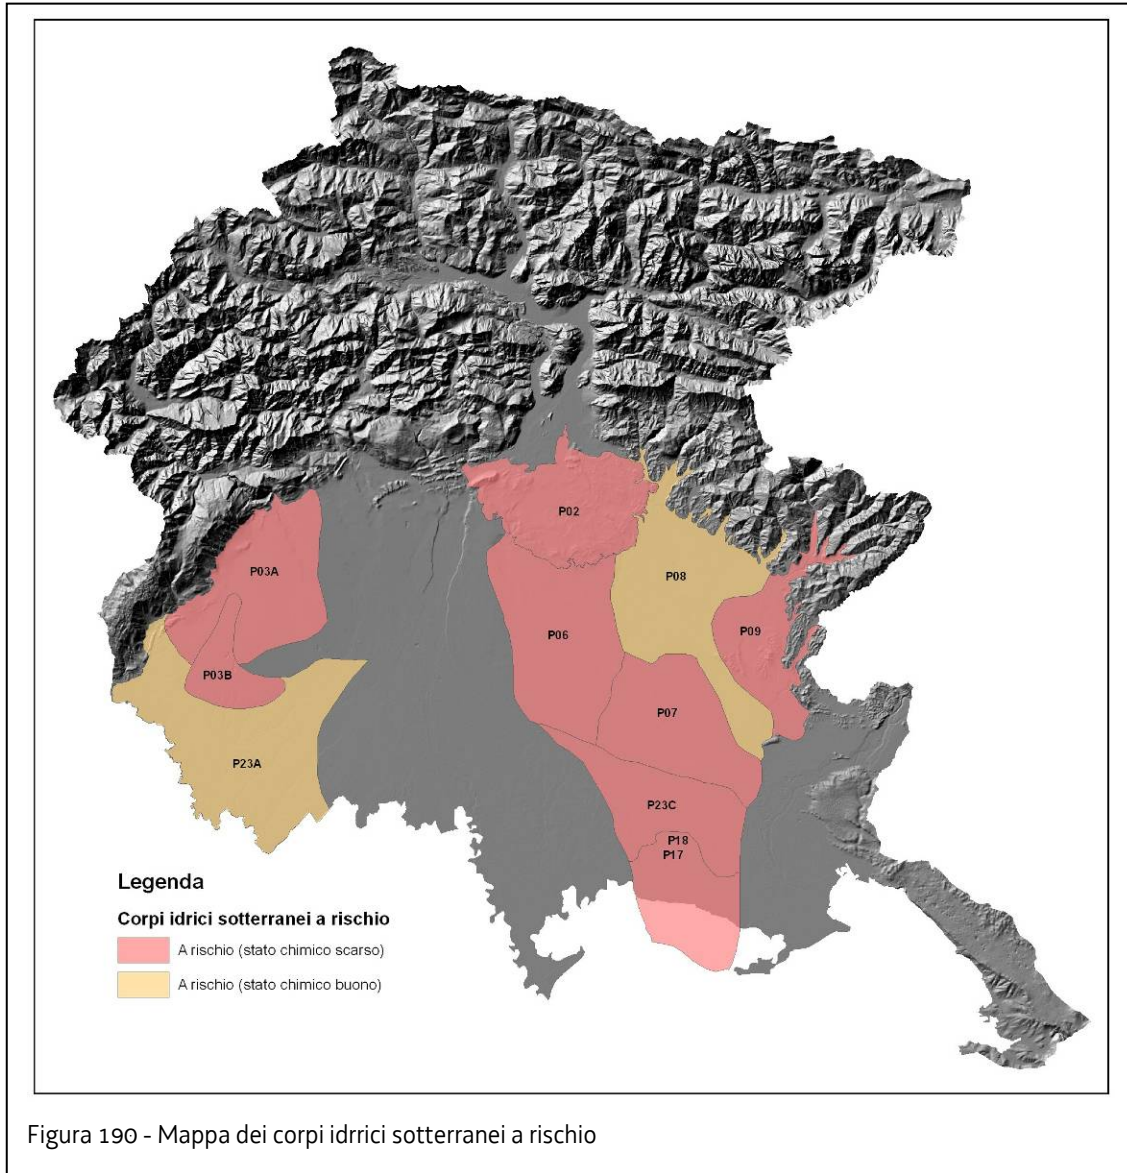 P02
P03A
P08
P06
P09
P03B
P07
P23A
P23C
P18
P17
Legenda
Corpi idrici sotterranei a rischio
A rischio (stato chimico scarso)
A rischio (stato chimico buono)
Figura 190 - Mappa dei corpi idrrici sotterranei a rischio